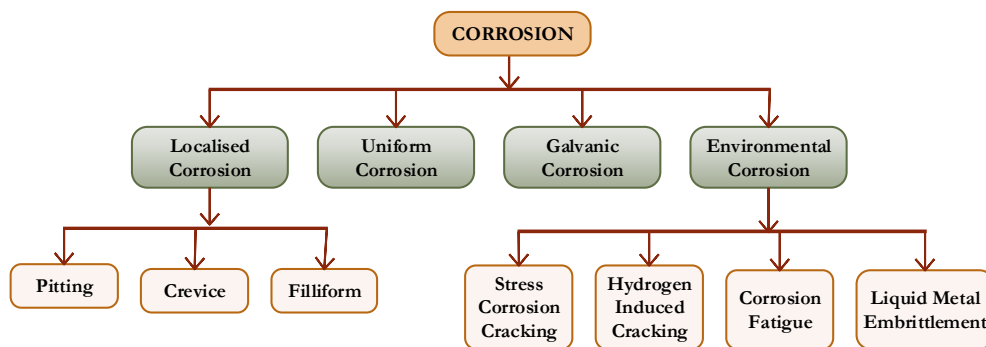 CORROSION
Localised
Corrosion
Uniform
Corrosion
Galvanic
Corrosion
Environmental
Corrosion
Pitting
Crevice
Filliform
Stress
Corrosion
Cracking
Hydrogen
Induced
Cracking
Corrosion
Fatigue
Liquid Metal
Embrittlement